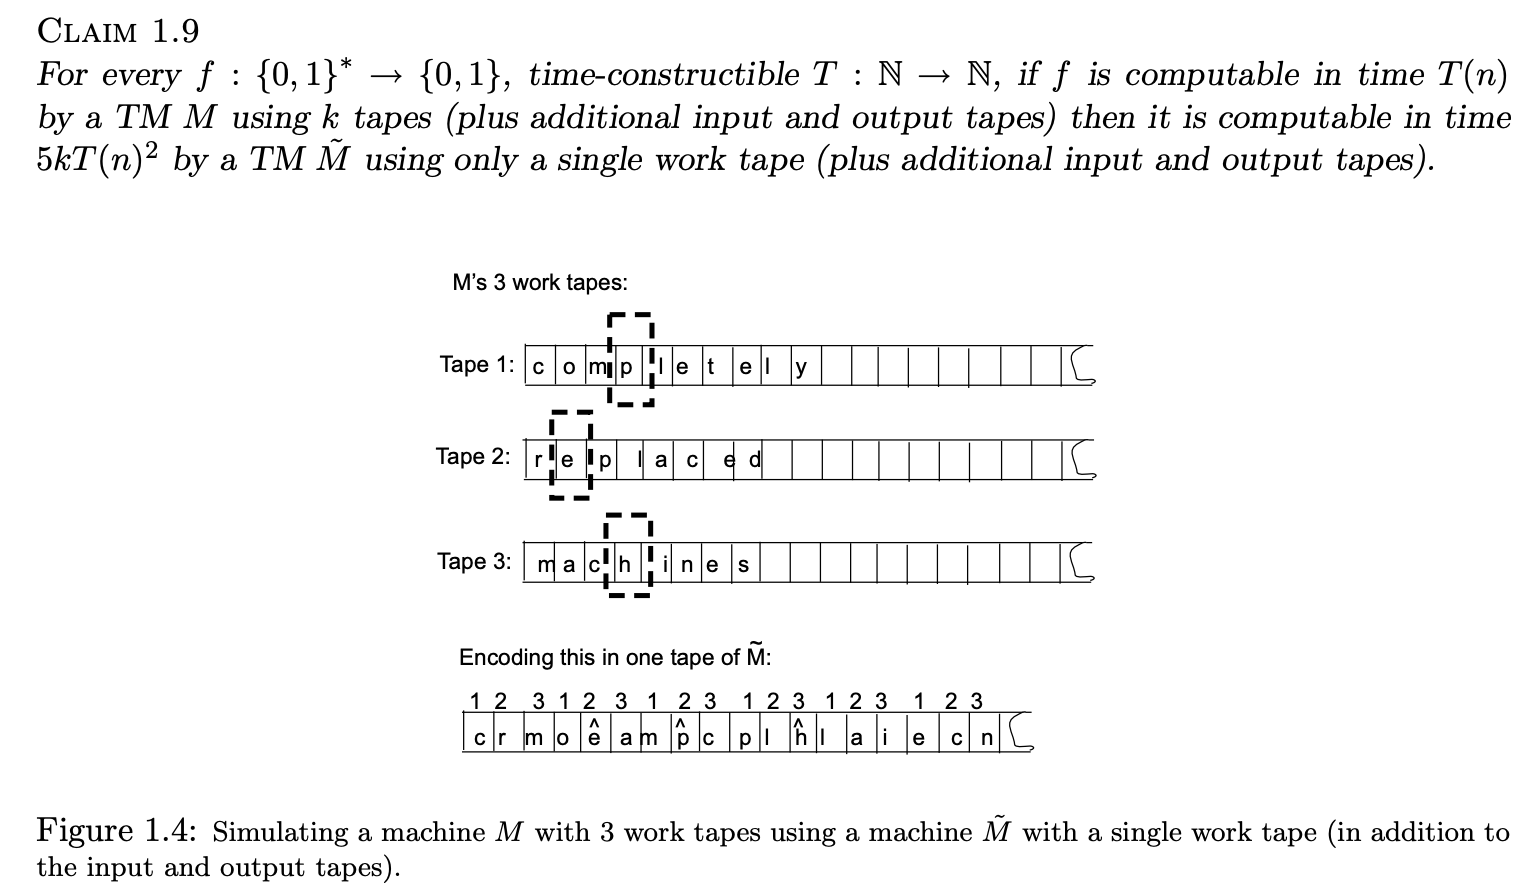 CLAIM 1.9
For every f : {0, 1}* → {0, 1}, time-constructible T : ℕ → ℕ, if f is computable in time T(n)
by a TM M using k tapes (plus additional input and output tapes) then it is computable in time
5kT(n)² by a TM M̃ using only a single work tape (plus additional input and output tapes).
M's 3 work tapes:
Tape 1: c o m p l e t e l y
Tape 2: r e p l a c e d
Tape 3: m a c h i n e s
Encoding this in one tape of M̃:
1 2 3 1 2 3 1 2 3 1 2 3 1 2 3 1 2 3
c r m o ê a m p̂ c p l ĥ l a i e c n
Figure 1.4: Simulating a machine M with 3 work tapes using a machine M̃ with a single work tape (in addition to
the input and output tapes).